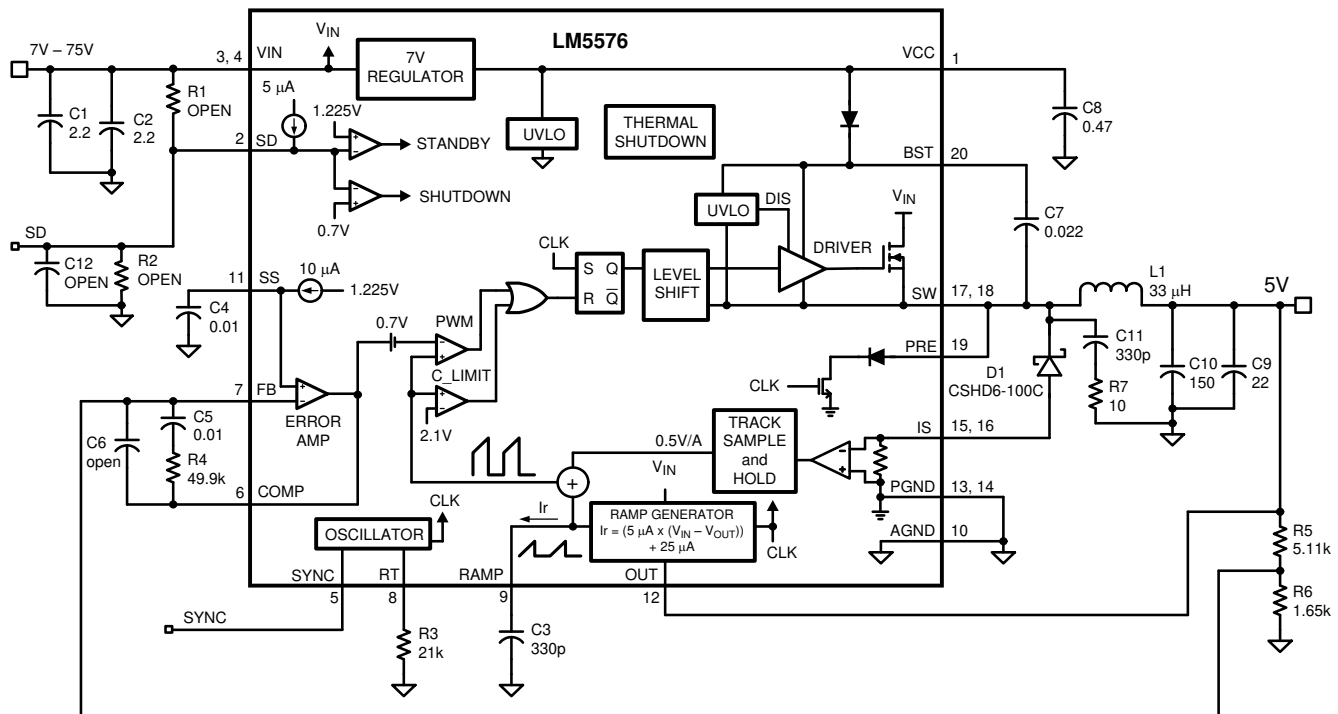 7V – 75V
3, 4
VIN
VIN
7V
REGULATOR
LM5576
VCC
1
C1
2.2
C2
2.2
R1
OPEN
5 µA
1.225V
2
SD
STANDBY
SHUTDOWN
0.7V
UVLO
THERMAL
SHUTDOWN
C8
0.47
BST
20
UVLO
DIS
VIN
DRIVER
C7
0.022
SD
C12
OPEN
R2
OPEN
11
SS
10 µA
1.225V
C4
0.01
CLK
S Q
R Q̅
LEVEL
SHIFT
SW
17, 18
L1
33 µH
5V
0.7V
PWM
C_LIMIT
2.1V
PRE
19
CLK
D1
CSHD6-100C
C11
330p
R7
10
C10
150
C9
22
7
FB
ERROR
AMP
C5
0.01
C6
open
R4
49.9k
6
COMP
0.5V/A
VIN
TRACK
SAMPLE
and
HOLD
IS
15, 16
PGND
13, 14
AGND
10
+
Ir
RAMP GENERATOR
Ir = (5 µA x (VIN – VOUT))
+ 25 µA
CLK
CLK
OSCILLATOR
SYNC
5
RT
8
RAMP
9
OUT
12
R5
5.11k
R6
1.65k
SYNC
R3
21k
C3
330p